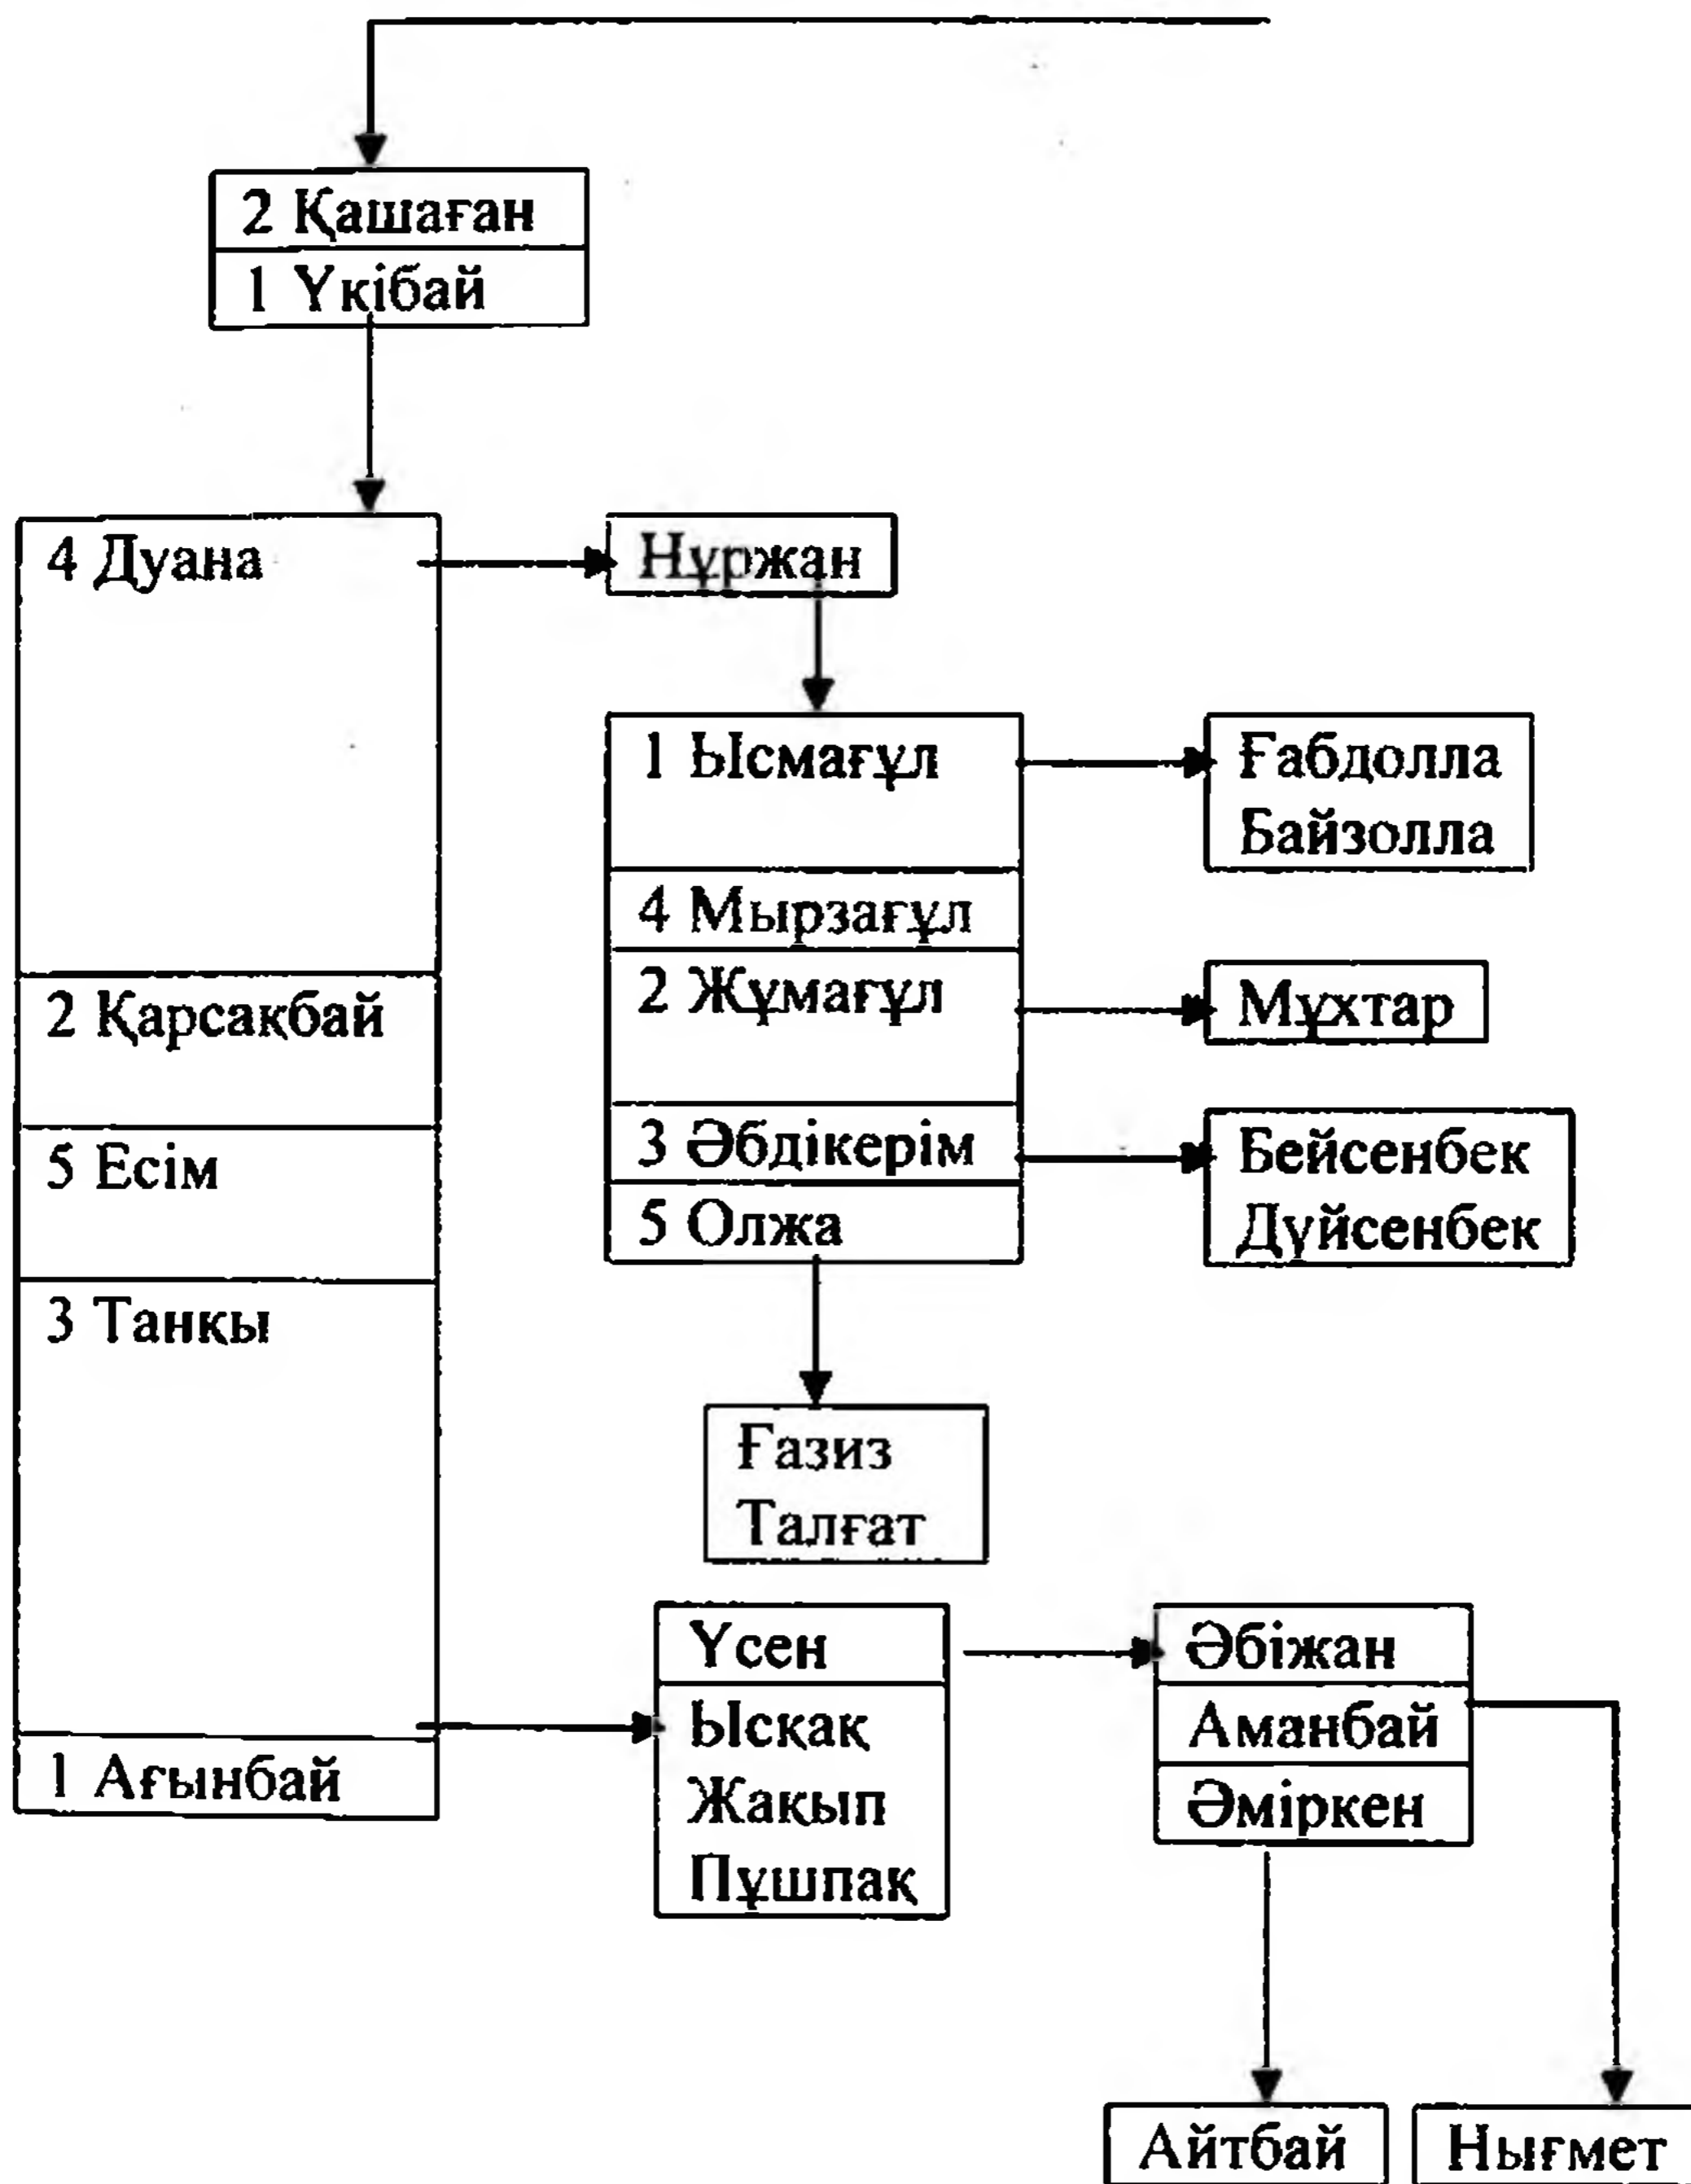 2 Қашаған
1 Үкібай
4 Дуана
Нұржан
1 Ысмағұл
Ғабдолла
Байзолла
4 Мырзағұл
2 Жұмағұл
Мұхтар
2 Қарсақбай
3 Әбдікерім
Бейсенбек
Дүйсенбек
5 Есім
5 Олжа
3 Танқы
Ғазиз
Талғат
Үсен
Ысқақ
Жақып
Пұшпақ
Әбіжан
Аманбай
Әміркен
1 Ағынбай
Айтбай
Нығмет